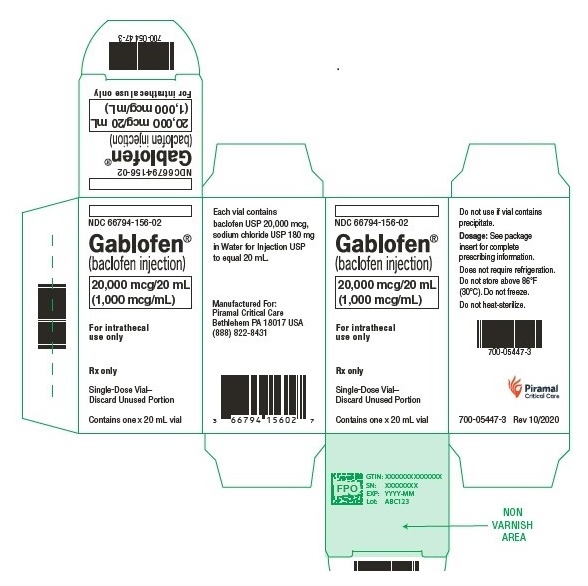 700-05447-3
For intrathecal use only
20,000 mcg/20 mL
(1,000 mcg/mL)
(baclofen injection)
Gablofen®
NDC66794-156-02
NDC 66794-156-02
Gablofen®
(baclofen injection)
20,000 mcg/20 mL
(1,000 mcg/mL)
For intrathecal
use only
Rx only
Single-Dose Vial–
Discard Unused Portion
Contains one x 20 mL vial
Each vial contains
baclofen USP 20,000 mcg,
sodium chloride USP 180 mg
in Water for Injection USP
to equal 20 mL.
Manufactured For:
Piramal Critical Care
Bethlehem PA 18017 USA
(888) 822-8431
3 66794 15602 7
NDC 66794-156-02
Gablofen®
(baclofen injection)
20,000 mcg/20 mL
(1,000 mcg/mL)
For intrathecal
use only
Rx only
Single-Dose Vial–
Discard Unused Portion
Contains one x 20 mL vial
Do not use if vial contains
precipitate.
Dosage: See package
insert for complete
prescribing information.
Does not require refrigeration.
Do not store above 86°F
(30°C). Do not freeze.
Do not heat-sterilize.
700-05447-3
Piramal
Critical Care
700-05447-3 Rev 10/2020
FPO
GTIN: XXXXXXXXXXXXXX
SN: XXXXXXXX
EXP: YYYY-MM
Lot: ABC123
NON
VARNISH
AREA